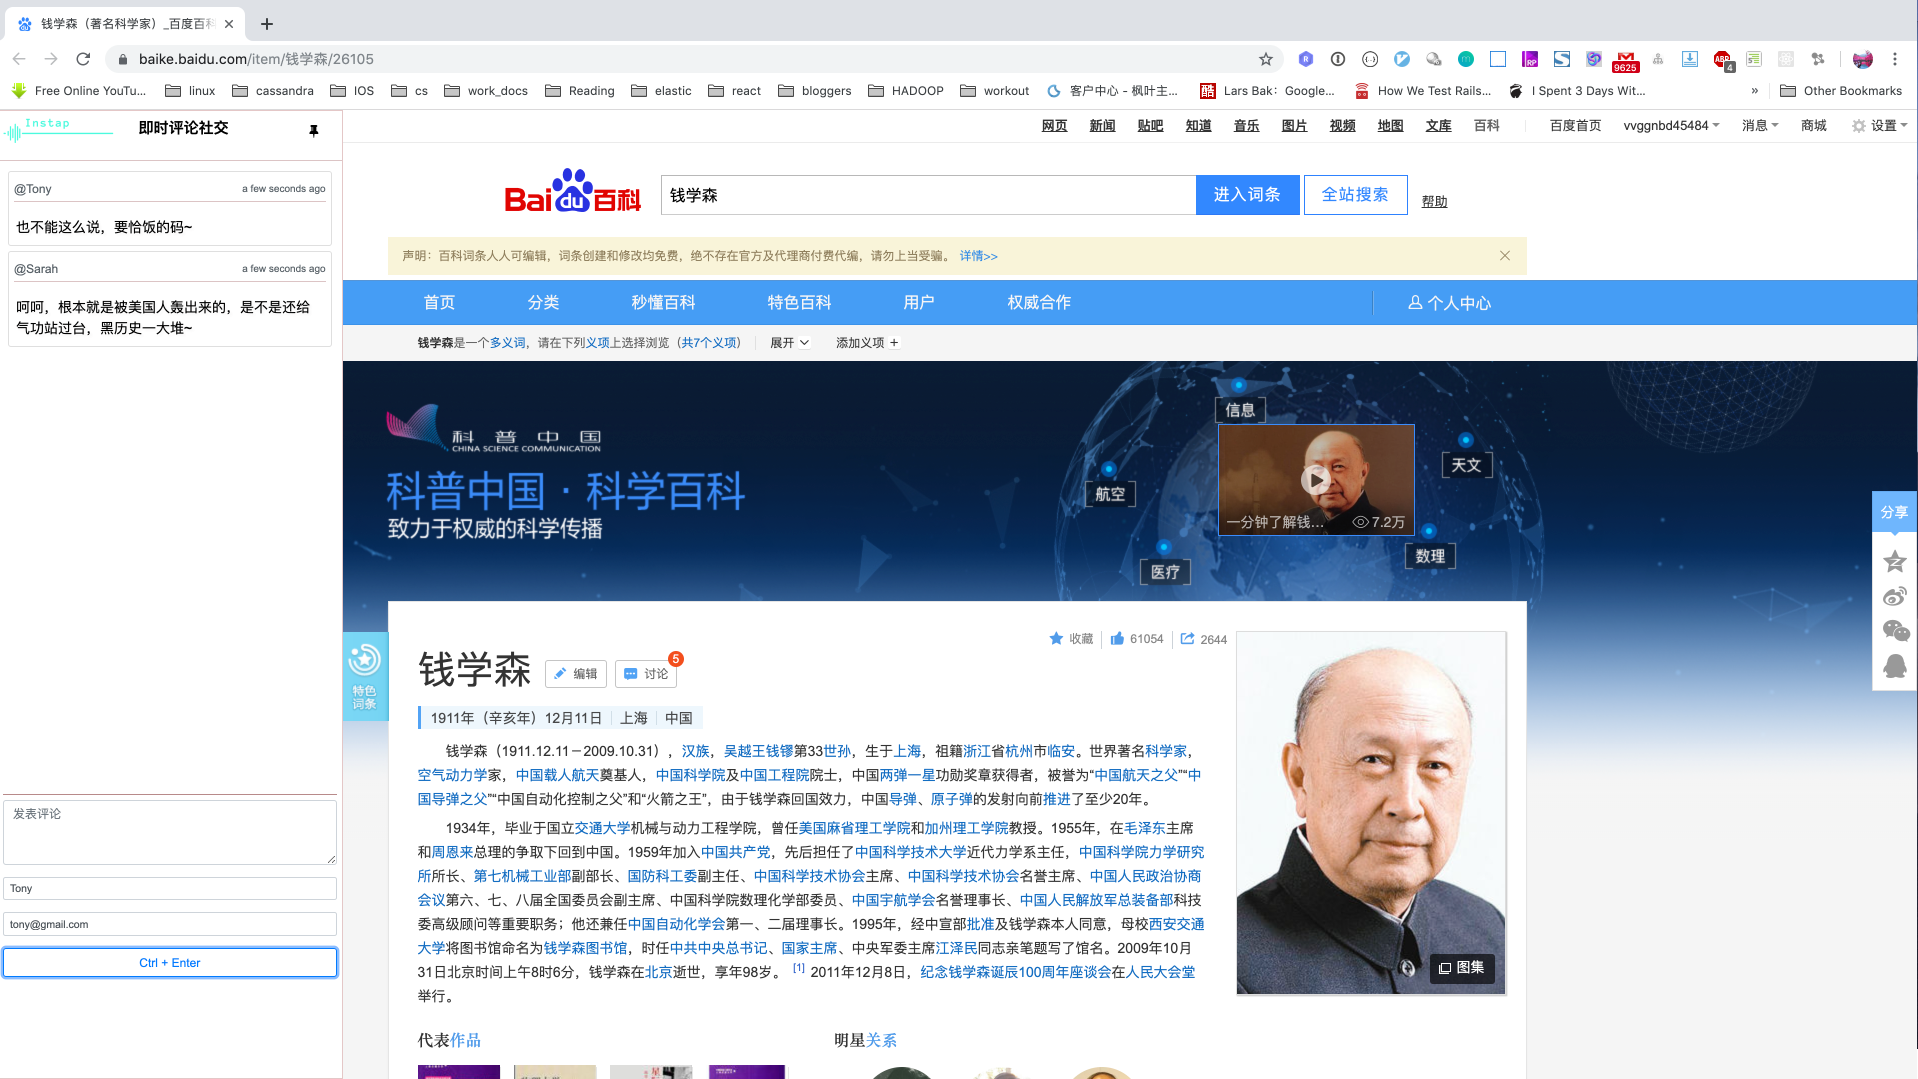 钱学森（著名科学家）_百度百科
baike.baidu.com/item/钱学森/26105
RP
9625
ABP
4
Free Online YouTu...
linux
cassandra
IOS
cs
work_docs
Reading
elastic
react
bloggers
HADOOP
workout
客户中心 - 枫叶主...
酷
Lars Bak：Google...
How We Test Rails...
I Spent 3 Days Wit...
»
Other Bookmarks
Instap
即时评论社交
@Tony
a few seconds ago
也不能这么说，要恰饭的码~
@Sarah
a few seconds ago
呵呵，根本就是被美国人轰出来的，是不是还给
气功站过台，黑历史一大堆~
发表评论
Tony
tony@gmail.com
Ctrl + Enter
网页 新闻 贴吧 知道 音乐 图片 视频 地图 文库 百科
百度首页 vvggnbd45484 消息 商城 设置
Bai du 百科
钱学森
进入词条
全站搜索
帮助
声明：百科词条人人可编辑，词条创建和修改均免费，绝不存在官方及代理商付费代编，请勿上当受骗。 详情>>
首页 分类 秒懂百科 特色百科 用户 权威合作 个人中心
钱学森是一个多义词，请在下列义项上选择浏览（共7个义项） 展开 添加义项 +
科普中国
CHINA SCIENCE COMMUNICATION
科普中国 · 科学百科
致力于权威的科学传播
信息
天文
航空
数理
医疗
一分钟了解钱...
7.2万
分享
特色
词条
收藏
61054
2644
钱学森
编辑
讨论
5
1911年（辛亥年）12月11日 上海 中国
钱学森（1911.12.11－2009.10.31），汉族，吴越王钱镠第33世孙，生于上海，祖籍浙江省杭州市临安。世界著名科学家，
空气动力学家，中国载人航天奠基人，中国科学院及中国工程院院士，中国两弹一星功勋奖章获得者，被誉为“中国航天之父”“中
国导弹之父”“中国自动化控制之父”和“火箭之王”，由于钱学森回国效力，中国导弹、原子弹的发射向前推进了至少20年。
1934年，毕业于国立交通大学机械与动力工程学院，曾任美国麻省理工学院和加州理工学院教授。1955年，在毛泽东主席
和周恩来总理的争取下回到中国。1959年加入中国共产党，先后担任了中国科学技术大学近代力学系主任，中国科学院力学研究
所所长、第七机械工业部副部长、国防科工委副主任、中国科学技术协会主席、中国科学技术协会名誉主席、中国人民政治协商
会议第六、七、八届全国委员会副主席、中国科学院数理化学部委员、中国宇航学会名誉理事长、中国人民解放军总装备部科技
委高级顾问等重要职务；他还兼任中国自动化学会第一、二届理事长。1995年，经中宣部批准及钱学森本人同意，母校西安交通
大学将图书馆命名为钱学森图书馆，时任中共中央总书记、国家主席、中央军委主席江泽民同志亲笔题写了馆名。2009年10月
31日北京时间上午8时6分，钱学森在北京逝世，享年98岁。 [1] 2011年12月8日，纪念钱学森诞辰100周年座谈会在人民大会堂
举行。
图集
代表作品
明星关系